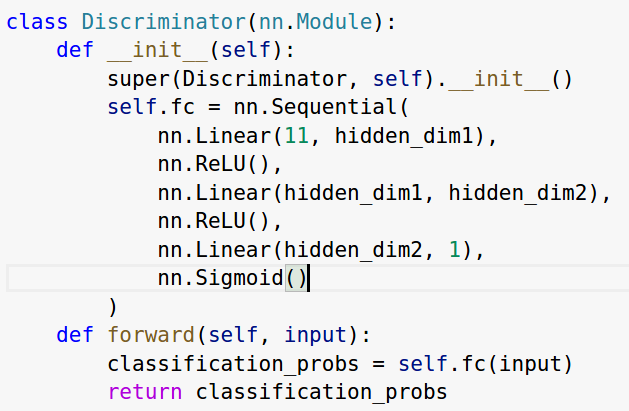 class Discriminator(nn.Module):
    def __init__(self):
        super(Discriminator, self).__init__()
        self.fc = nn.Sequential(
            nn.Linear(11, hidden_dim1),
            nn.ReLU(),
            nn.Linear(hidden_dim1, hidden_dim2),
            nn.ReLU(),
            nn.Linear(hidden_dim2, 1),
            nn.Sigmoid()
        )
    def forward(self, input):
        classification_probs = self.fc(input)
        return classification_probs